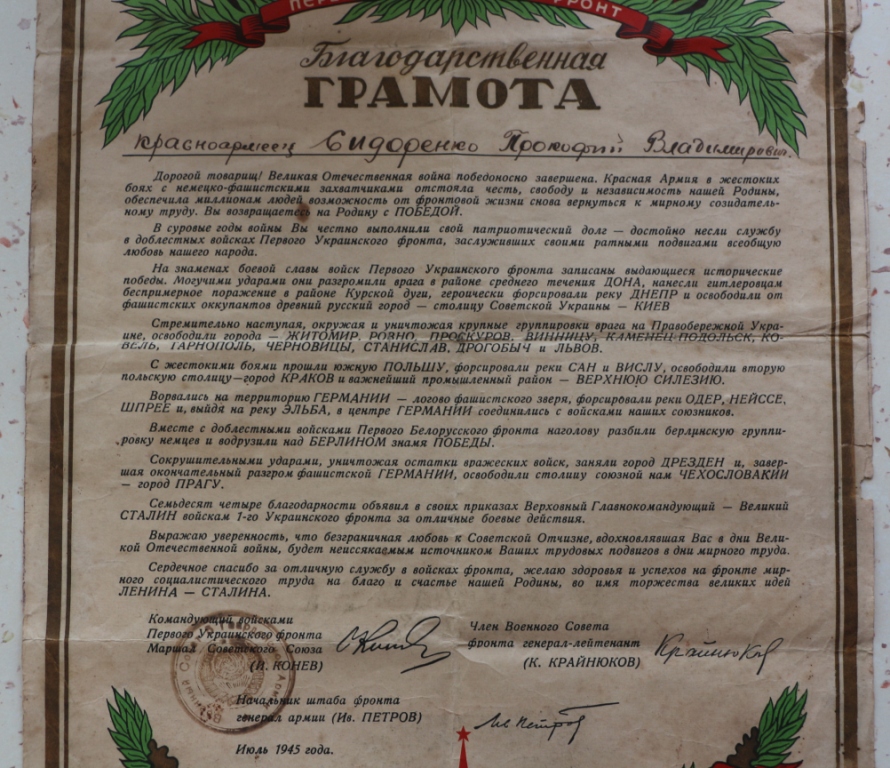 ФРОНТ
Благодарственная
ГРАМОТА
красноармеец Сидоренко Прокофий Владимирович.
Дорогой товарищ! Великая Отечественная война победоносно завершена. Красная Армия в жестоких
боях с немецко-фашистскими захватчиками отстояла честь, свободу и независимость нашей Родины,
обеспечила миллионам людей возможность от фронтовой жизни снова вернуться к мирному созидатель-
ному труду. Вы возвращаетесь на Родину с ПОБЕДОЙ.
В суровые годы войны Вы честно выполнили свой патриотический долг — достойно несли службу
в доблестных войсках Первого Украинского фронта, заслуживших своими ратными подвигами всеобщую
любовь нашего народа.
На знаменах боевой славы войск Первого Украинского фронта записаны выдающиеся исторические
победы. Могучими ударами они разгромили врага в районе среднего течения ДОНА, нанесли гитлеровцам
беспримерное поражение в районе Курской дуги, героически форсировали реку ДНЕПР и освободили от
фашистских оккупантов древний русский город — столицу Советской Украины — КИЕВ
Стремительно наступая, окружая и уничтожая крупные группировки врага на Правобережной Укра-
ине, освободили города — ЖИТОМИР, РОВНО, ПРОСКУРОВ, ВИННИЦУ, КАМЕНЕЦ-ПОДОЛЬСК, КО-
ВЕЛЬ, ТАРНОПОЛЬ, ЧЕРНОВИЦЫ, СТАНИСЛАВ, ДРОГОБЫЧ и ЛЬВОВ.
С жестокими боями прошли южную ПОЛЬШУ, форсировали реки САН и ВИСЛУ, освободили вторую
польскую столицу—город КРАКОВ и важнейший промышленный район — ВЕРХНЮЮ СИЛЕЗИЮ.
Ворвались на территорию ГЕРМАНИИ — логово фашистского зверя, форсировали реки ОДЕР, НЕЙССЕ,
ШПРЕЕ и, выйдя на реку ЭЛЬБА, в центре ГЕРМАНИИ соединились с войсками наших союзников.
Вместе с доблестными войсками Первого Белорусского фронта наголову разбили берлинскую группи-
ровку немцев и водрузили над БЕРЛИНОМ знамя ПОБЕДЫ.
Сокрушительными ударами, уничтожая остатки вражеских войск, заняли город ДРЕЗДЕН и, завер-
шая окончательный разгром фашистской ГЕРМАНИИ, освободили столицу союзной нам ЧЕХОСЛОВАКИИ
— город ПРАГУ.
Семьдесят четыре благодарности объявил в своих приказах Верховный Главнокомандующий — Великий
СТАЛИН войскам 1-го Украинского фронта за отличные боевые действия.
Выражаю уверенность, что безграничная любовь к Советской Отчизне, вдохновлявшая Вас в дни Вели-
кой Отечественной войны, будет неиссякаемым источником Ваших трудовых подвигов в дни мирного труда.
Сердечное спасибо за отличную службу в войсках фронта, желаю здоровья и успехов на фронте мир-
ного социалистического труда на благо и счастье нашей Родины, во имя торжества великих идей
ЛЕНИНА — СТАЛИНА.
Командующий войсками
Первого Украинского фронта
Маршал Советского Союза
(И. КОНЕВ)
Член Военного Совета
фронта генерал-лейтенант
(К. КРАЙНЮКОВ)
Крайнюков
Начальник штаба фронта
генерал армии (Ив. ПЕТРОВ)
Ив Петров
Июль 1945 года.